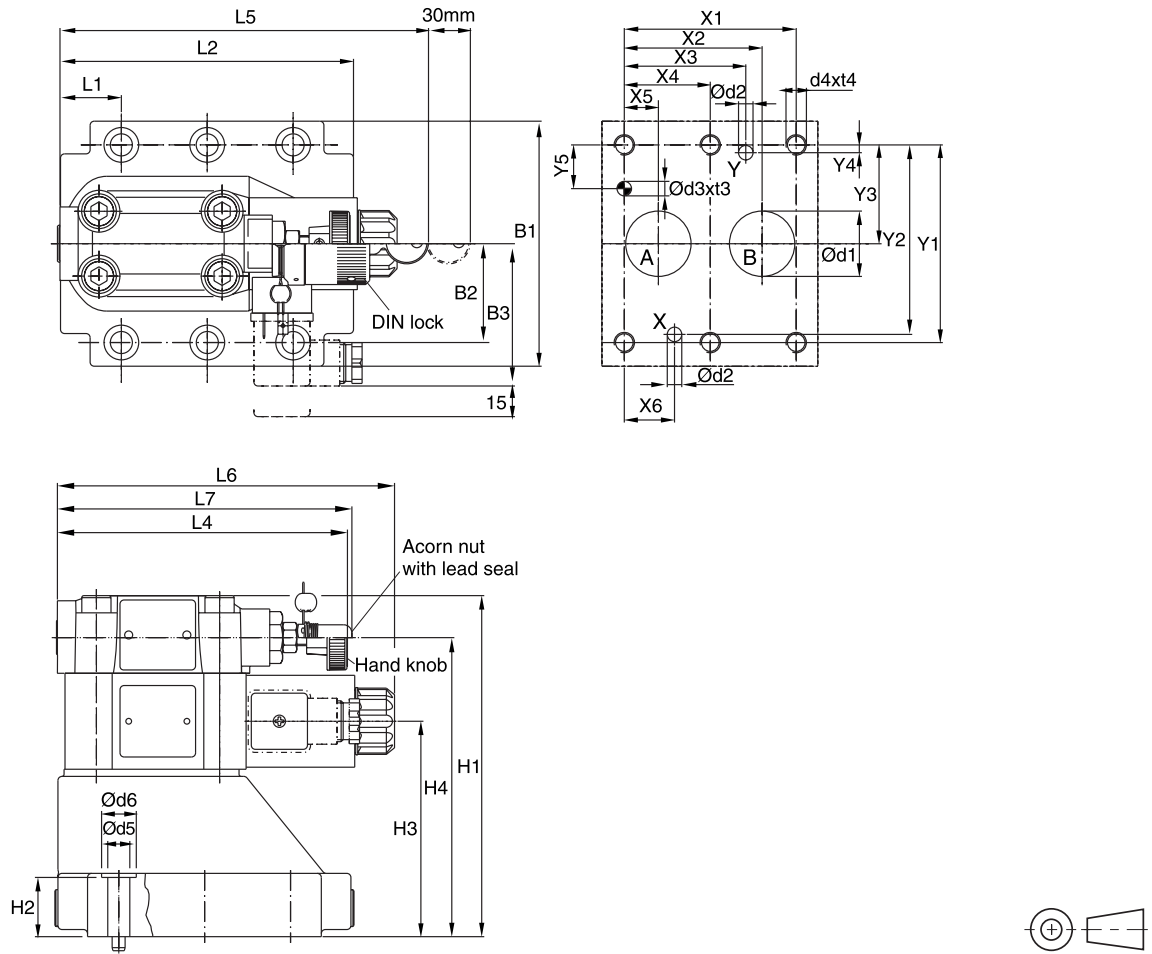 L5
30mm
L2
L1
B1
B2
B3
DIN lock
15
X1
X2
X3
X4
X5
Ød2
d4xt4
Y5
Y
Y4
Ød3xt3
Y3
Y2
Y1
A
B
Ød1
X
Ød2
X6
L6
L7
L4
Acorn nut
with lead seal
Hand knob
H1
H4
H3
Ød6
Ød5
H2